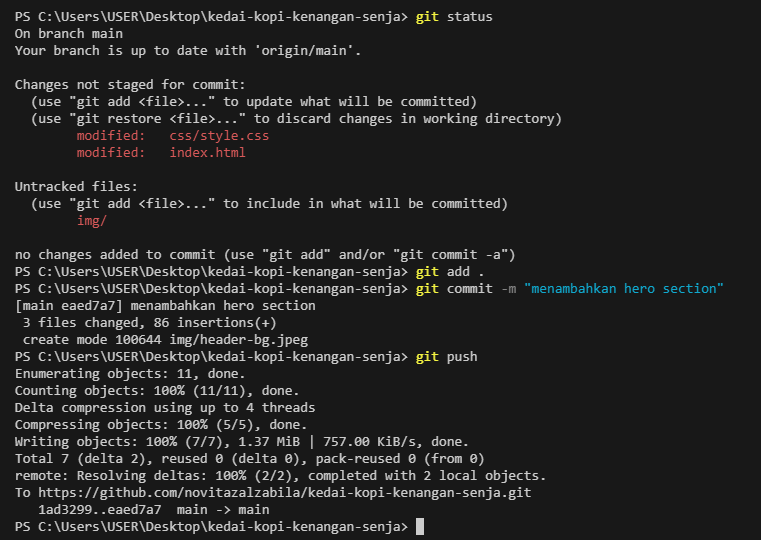 PS C:\Users\USER\Desktop\kedai-kopi-kenangan-senja> git status
On branch main
Your branch is up to date with 'origin/main'.
Changes not staged for commit:
  (use "git add <file>..." to update what will be committed)
  (use "git restore <file>..." to discard changes in working directory)
        modified:   css/style.css
        modified:   index.html
Untracked files:
  (use "git add <file>..." to include in what will be committed)
        img/
no changes added to commit (use "git add" and/or "git commit -a")
PS C:\Users\USER\Desktop\kedai-kopi-kenangan-senja> git add .
PS C:\Users\USER\Desktop\kedai-kopi-kenangan-senja> git commit -m "menambahkan hero section"
[main eaed7a7] menambahkan hero section
 3 files changed, 86 insertions(+)
 create mode 100644 img/header-bg.jpeg
PS C:\Users\USER\Desktop\kedai-kopi-kenangan-senja> git push
Enumerating objects: 11, done.
Counting objects: 100% (11/11), done.
Delta compression using up to 4 threads
Compressing objects: 100% (5/5), done.
Writing objects: 100% (7/7), 1.37 MiB | 757.00 KiB/s, done.
Total 7 (delta 2), reused 0 (delta 0), pack-reused 0 (from 0)
remote: Resolving deltas: 100% (2/2), completed with 2 local objects.
To https://github.com/novitazalzabila/kedai-kopi-kenangan-senja.git
   1ad3299..eaed7a7  main -> main
PS C:\Users\USER\Desktop\kedai-kopi-kenangan-senja>